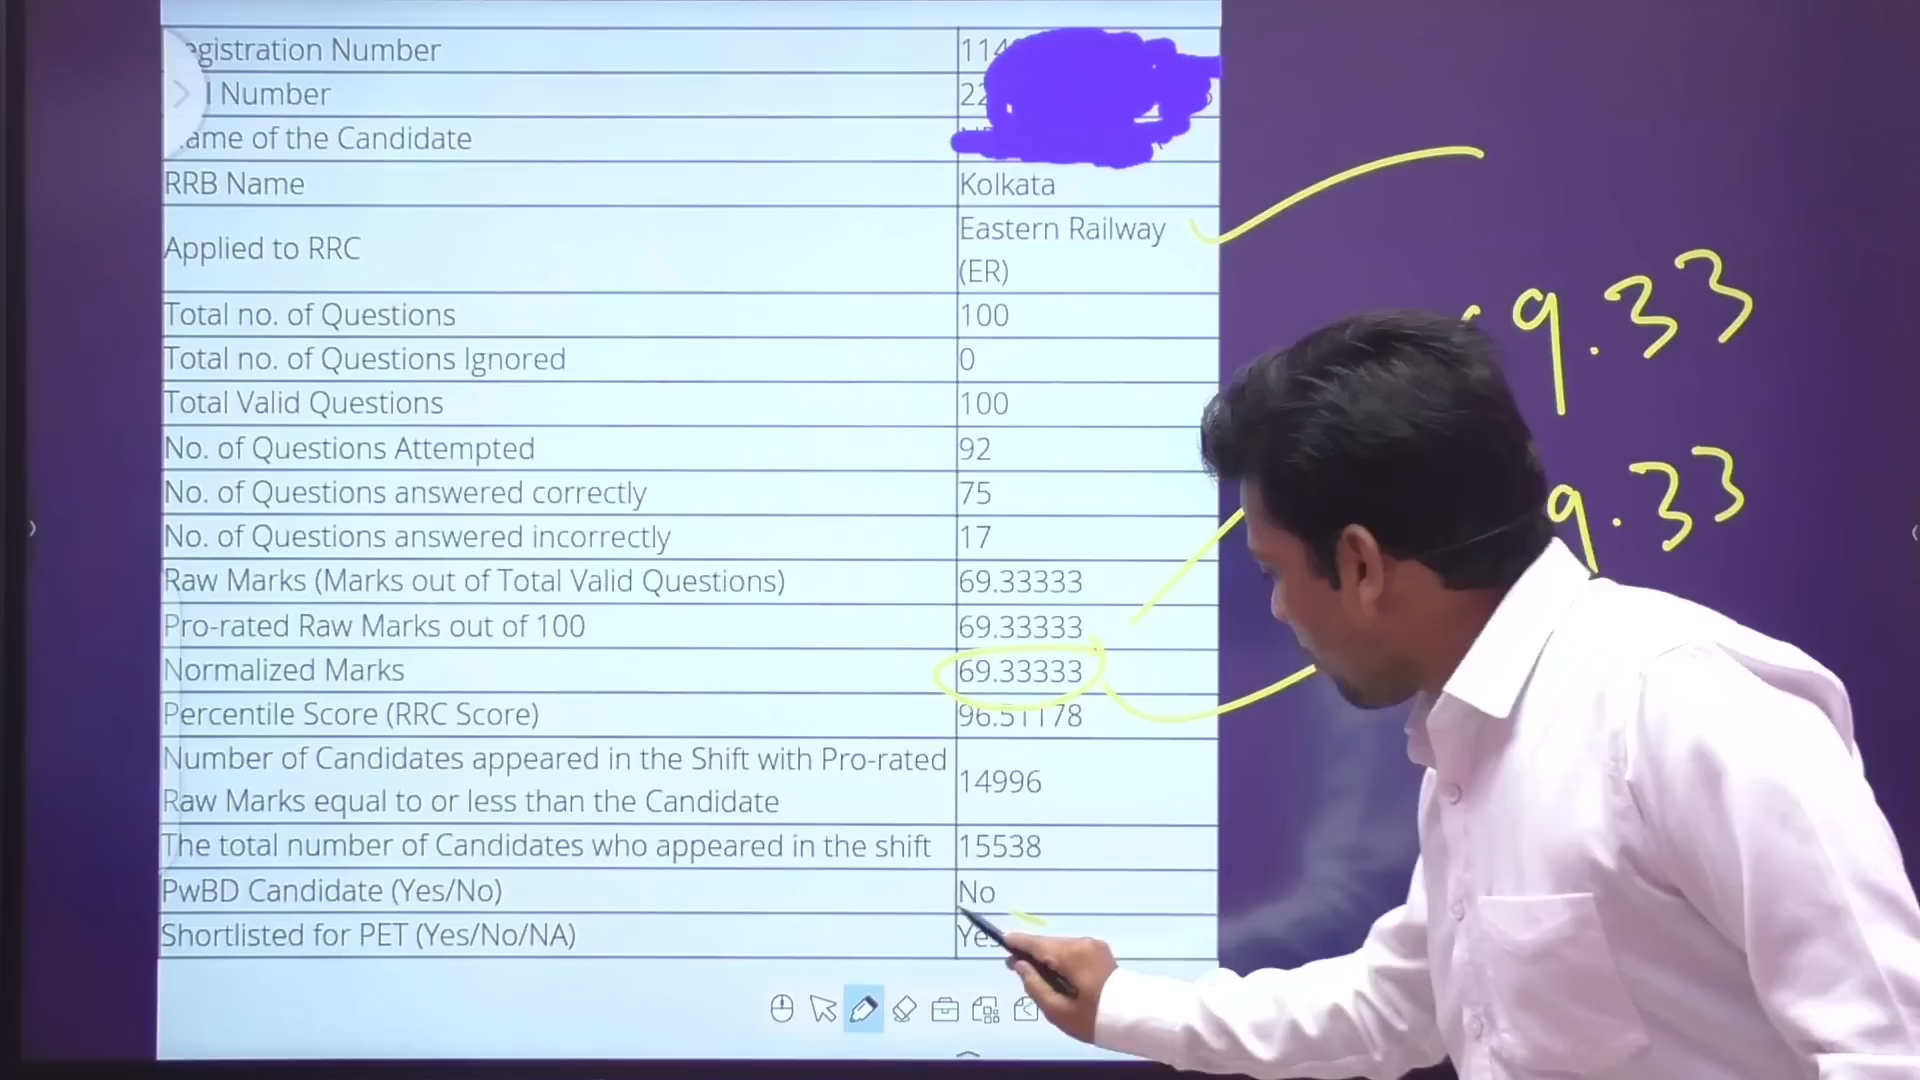 egistration Number 114
l Number 22
ame of the Candidate
RRB Name Kolkata
Applied to RRC Eastern Railway
(ER)
Total no. of Questions 100
Total no. of Questions Ignored 0
Total Valid Questions 100
No. of Questions Attempted 92
No. of Questions answered correctly 75
No. of Questions answered incorrectly 17
Raw Marks (Marks out of Total Valid Questions) 69.33333
Pro-rated Raw Marks out of 100 69.33333
Normalized Marks 69.33333
Percentile Score (RRC Score) 96.51178
Number of Candidates appeared in the Shift with Pro-rated
Raw Marks equal to or less than the Candidate 14996
The total number of Candidates who appeared in the shift 15538
PwBD Candidate (Yes/No) No
Shortlisted for PET (Yes/No/NA) Yes
9.33
9.33